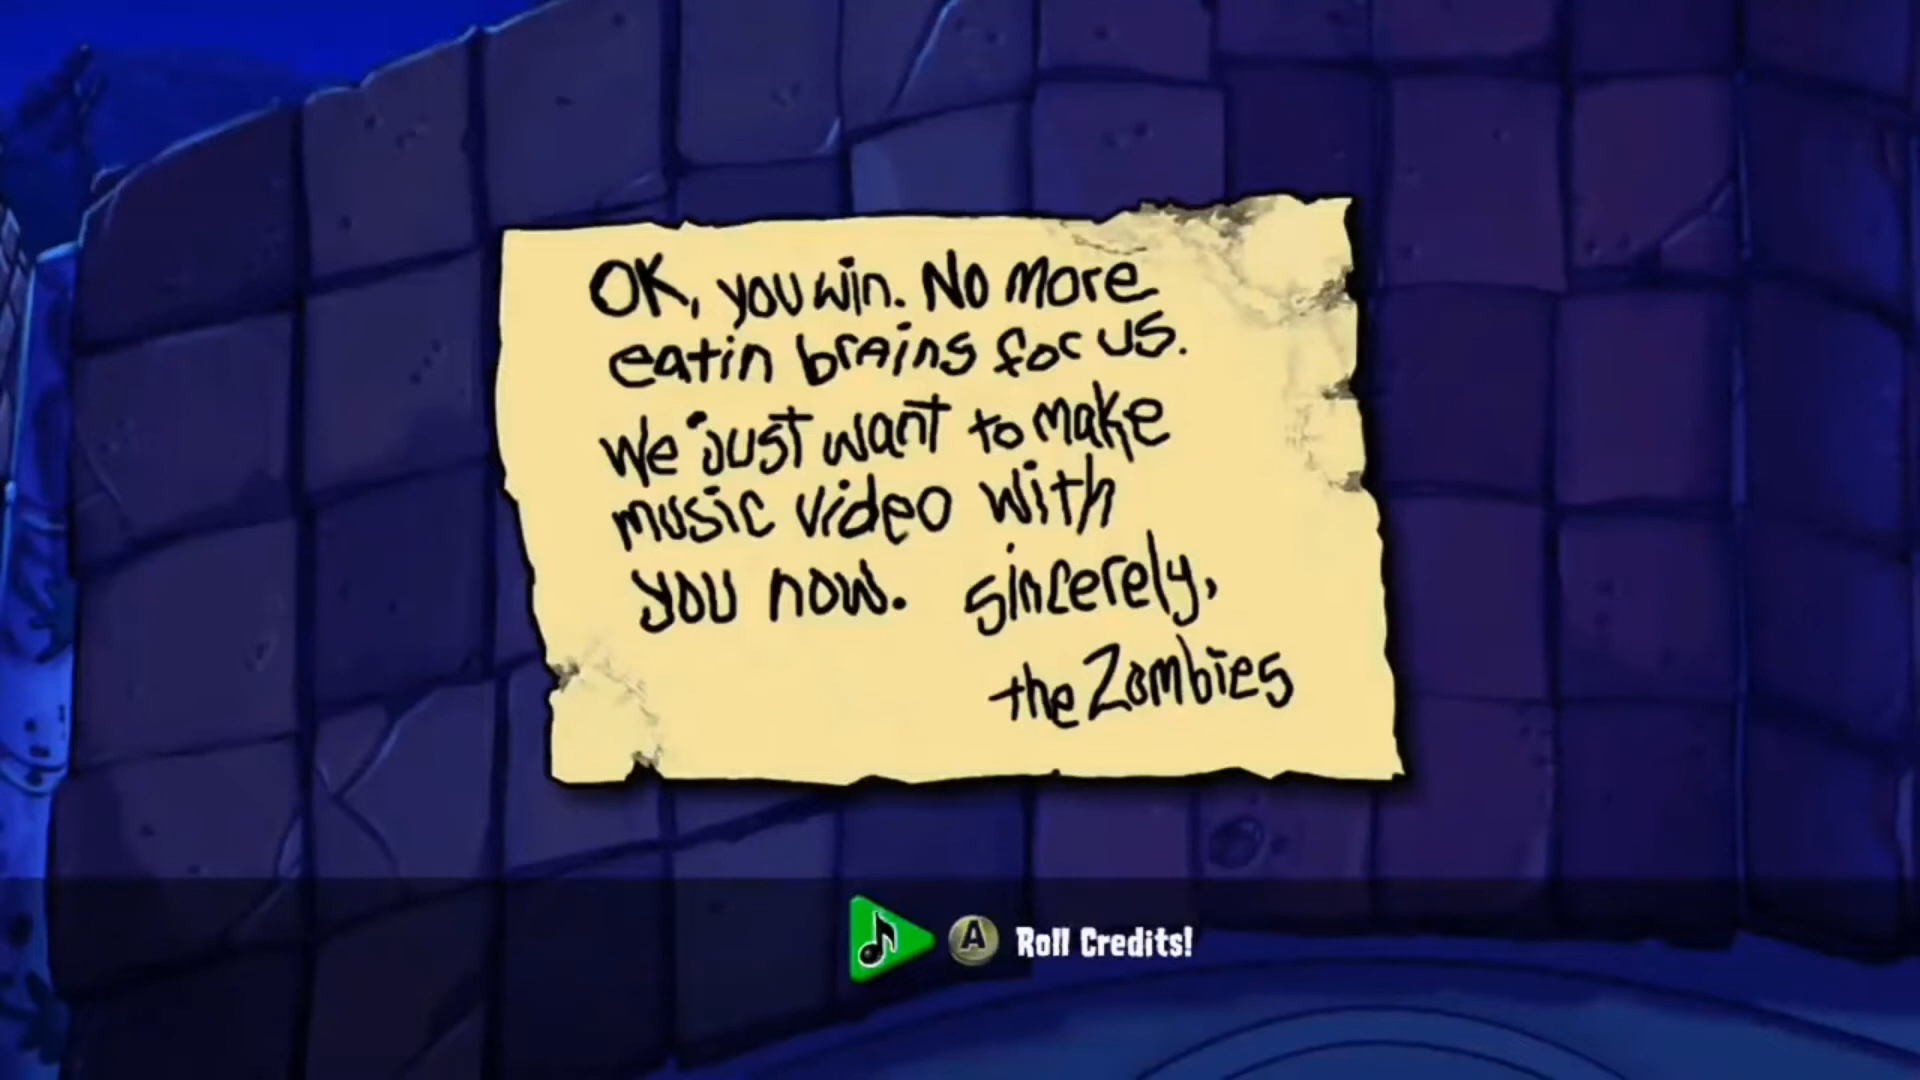 OK, you win. No more
eatin brains for us.
We just want to make
music video with
you now. sincerely,
the Zombies
A Roll Credits!